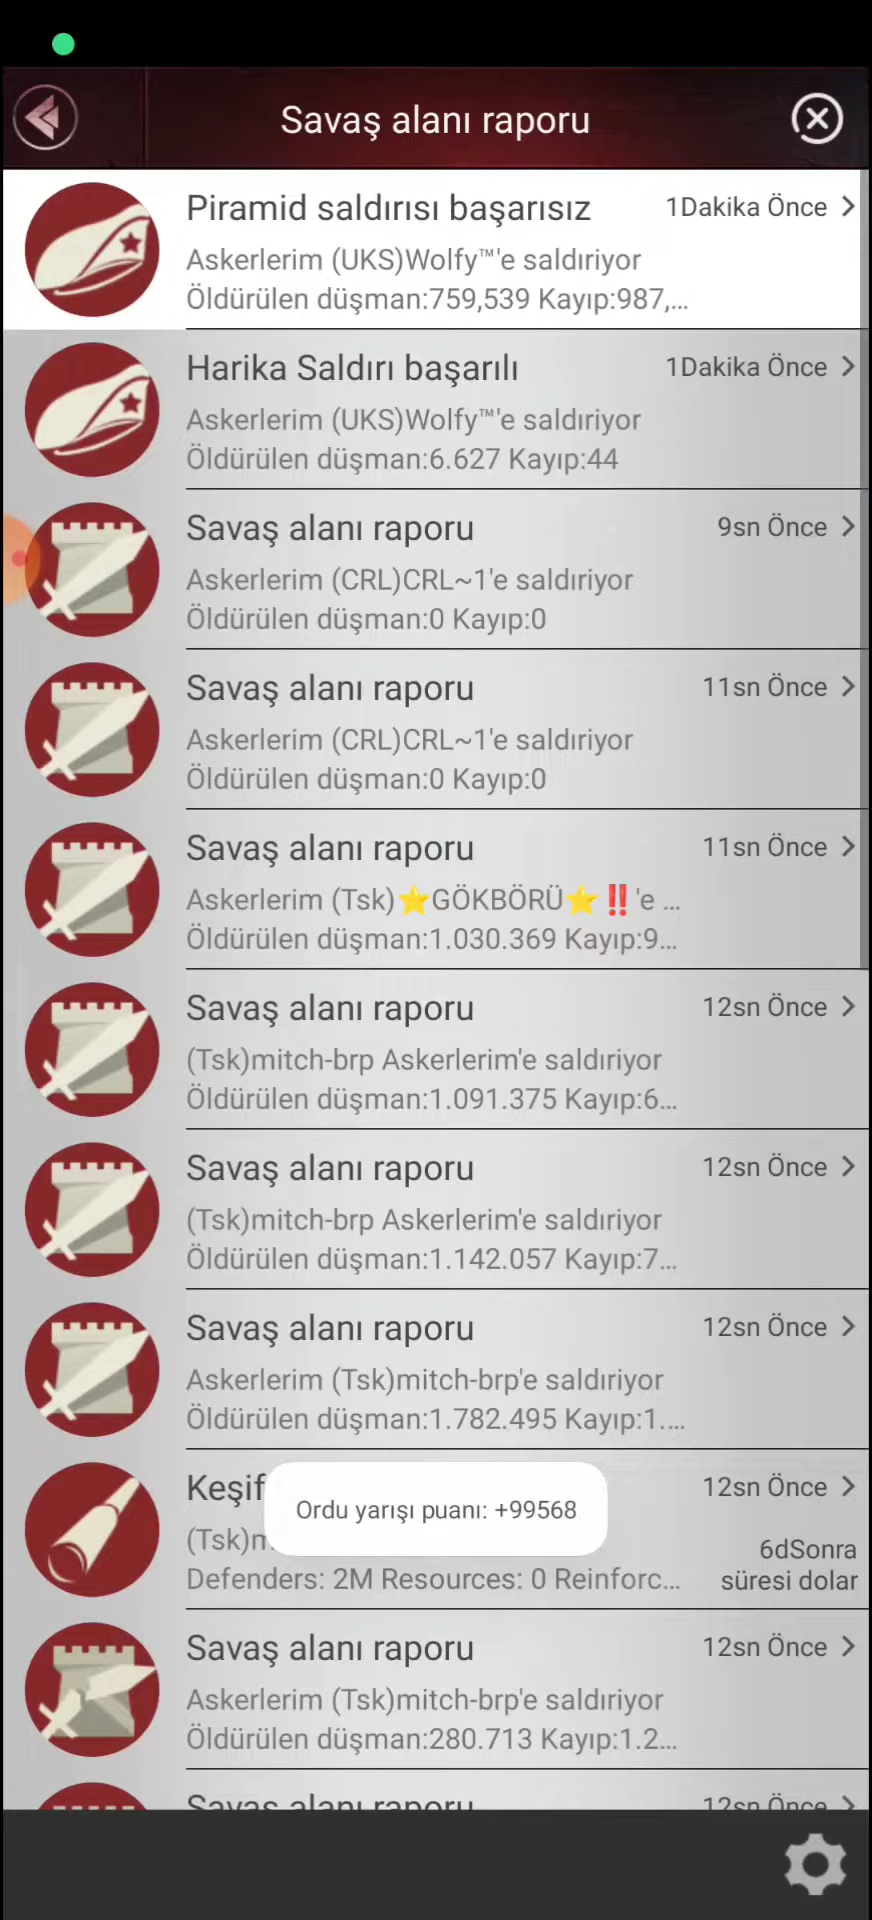 Savaş alanı raporu
Piramid saldırısı başarısız
1Dakika Önce
Askerlerim (UKS)Wolfy™'e saldırıyor
Öldürülen düşman:759,539 Kayıp:987,...
Harika Saldırı başarılı
1Dakika Önce
Askerlerim (UKS)Wolfy™'e saldırıyor
Öldürülen düşman:6.627 Kayıp:44
Savaş alanı raporu
9sn Önce
Askerlerim (CRL)CRL~1'e saldırıyor
Öldürülen düşman:0 Kayıp:0
Savaş alanı raporu
11sn Önce
Askerlerim (CRL)CRL~1'e saldırıyor
Öldürülen düşman:0 Kayıp:0
Savaş alanı raporu
11sn Önce
Askerlerim (Tsk)⭐GÖKBÖRÜ⭐‼️'e ...
Öldürülen düşman:1.030.369 Kayıp:9...
Savaş alanı raporu
12sn Önce
(Tsk)mitch-brp Askerlerim'e saldırıyor
Öldürülen düşman:1.091.375 Kayıp:6...
Savaş alanı raporu
12sn Önce
(Tsk)mitch-brp Askerlerim'e saldırıyor
Öldürülen düşman:1.142.057 Kayıp:7...
Savaş alanı raporu
12sn Önce
Askerlerim (Tsk)mitch-brp'e saldırıyor
Öldürülen düşman:1.782.495 Kayıp:1....
Keşif
12sn Önce
Ordu yarışı puanı: +99568
(Tsk)m
6dSonra
süresi dolar
Defenders: 2M Resources: 0 Reinforc...
Savaş alanı raporu
12sn Önce
Askerlerim (Tsk)mitch-brp'e saldırıyor
Öldürülen düşman:280.713 Kayıp:1.2...
Savaş alanı raporu
12sn Önce